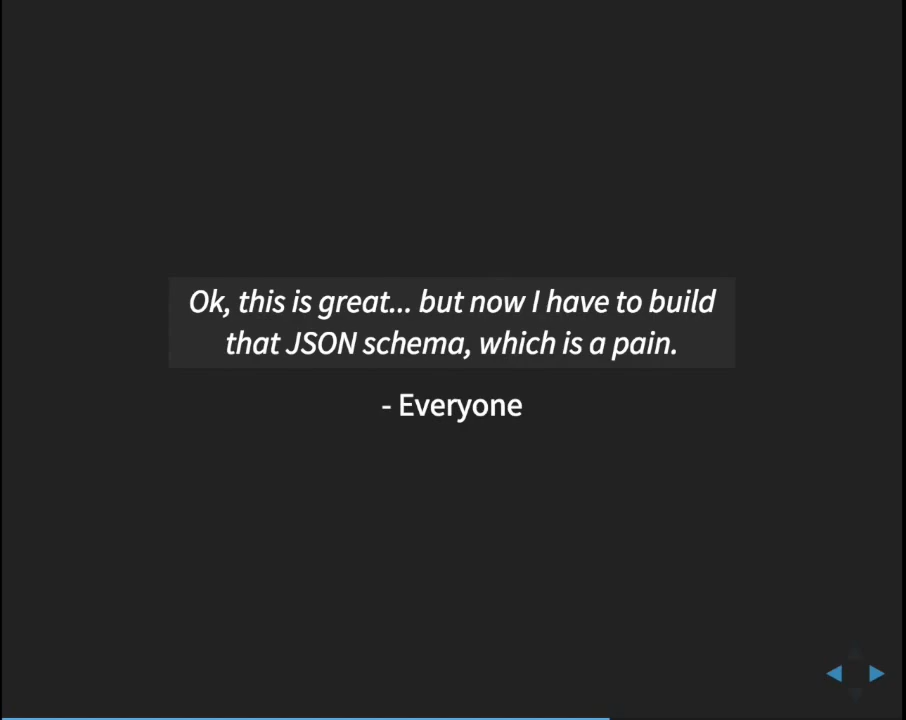 Ok, this is great... but now I have to build
that JSON schema, which is a pain.
- Everyone